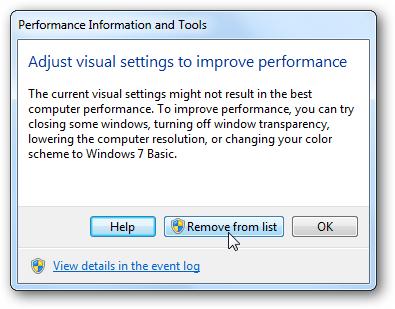 Performance Information and Tools
Adjust visual settings to improve performance
The current visual settings might not result in the best
computer performance. To improve performance, you can try
closing some windows, turning off window transparency,
lowering the computer resolution, or changing your color
scheme to Windows 7 Basic.
Help Remove from list OK
View details in the event log